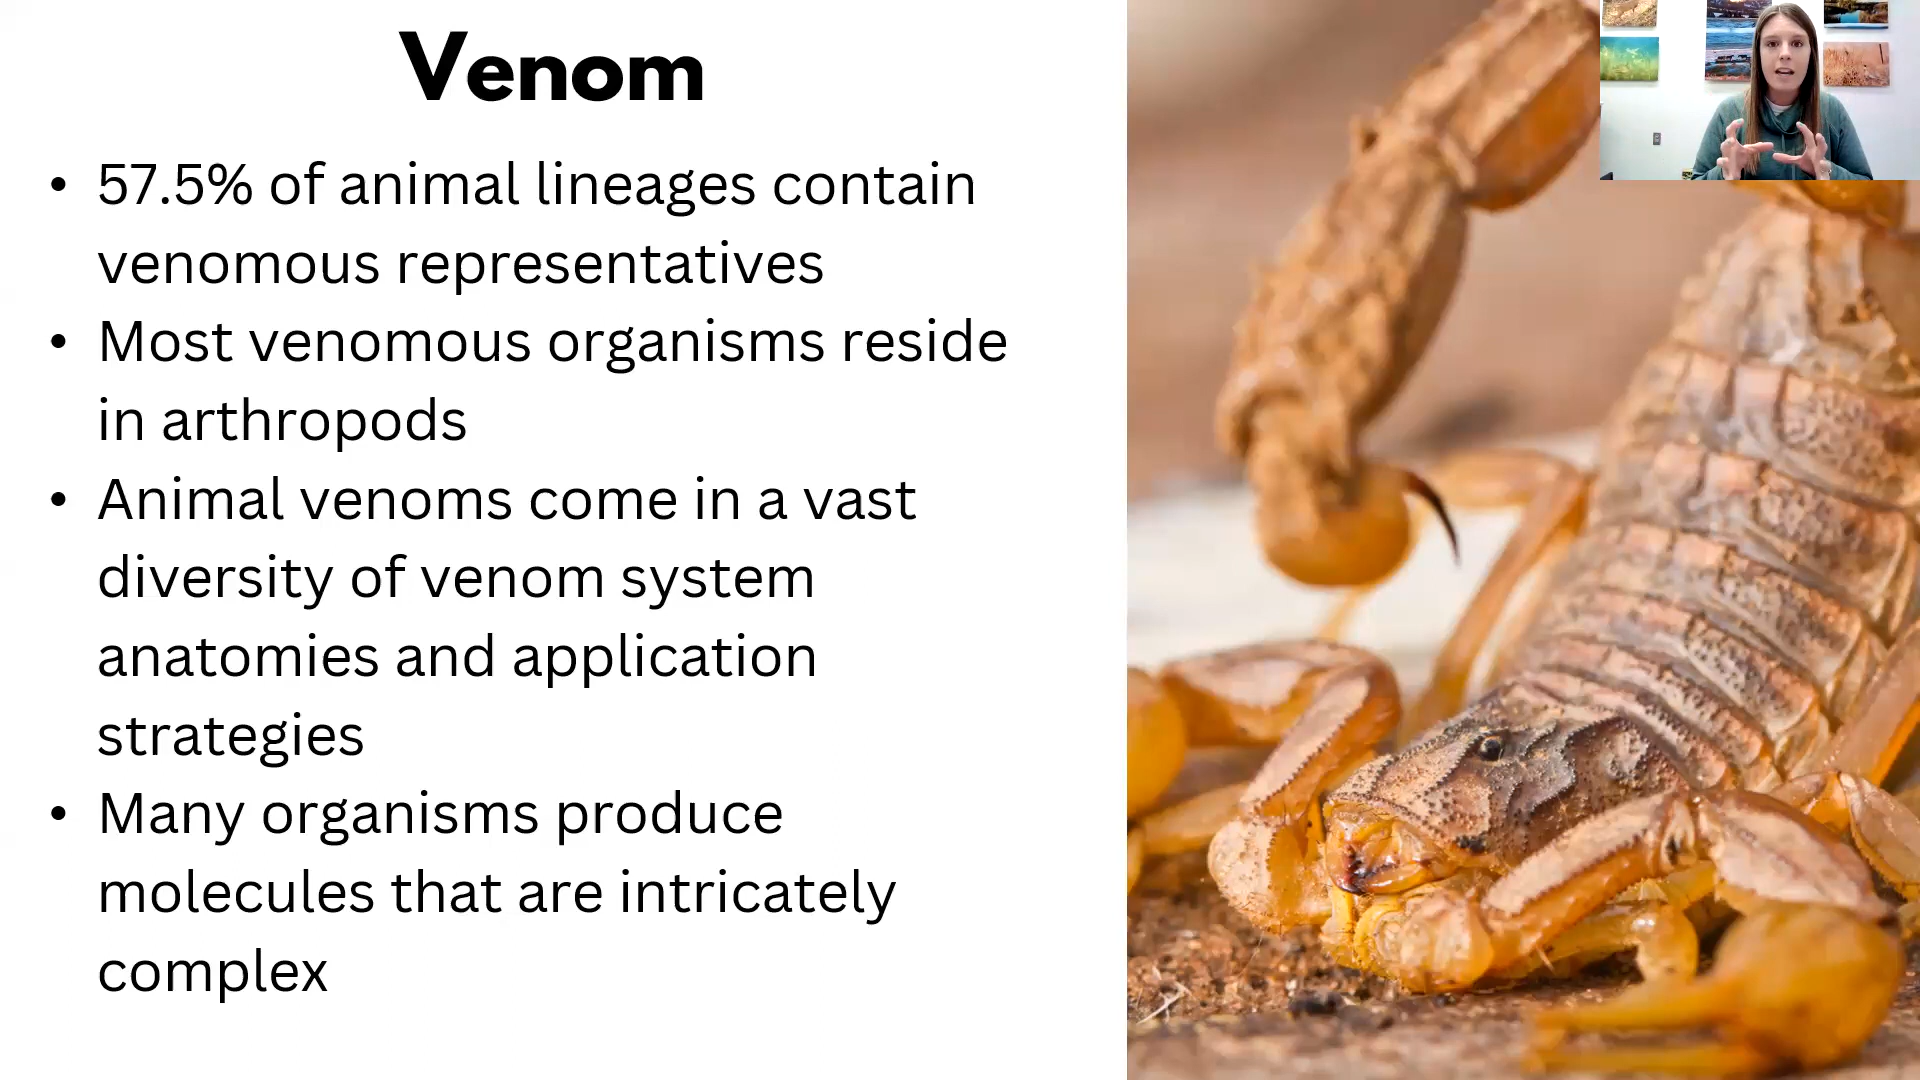 Venom
• 57.5% of animal lineages contain
venomous representatives
• Most venomous organisms reside
in arthropods
• Animal venoms come in a vast
diversity of venom system
anatomies and application
strategies
• Many organisms produce
molecules that are intricately
complex